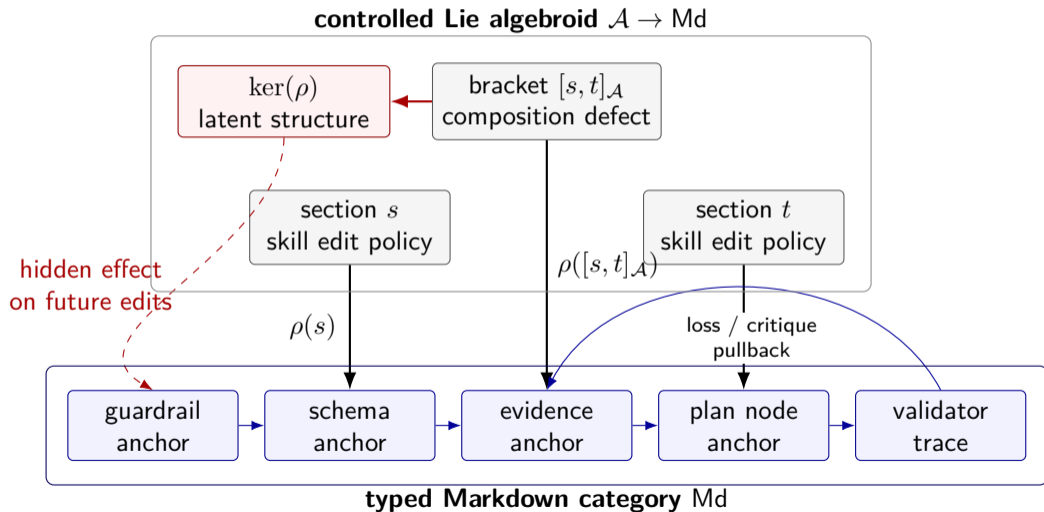 controlled Lie algebroid 𝒜 → Md
ker(ρ)
latent structure
bracket [s, t]𝒜
composition defect
section s
skill edit policy
section t
skill edit policy
hidden effect
on future edits
ρ(s)
ρ([s, t]𝒜)
loss / critique
pullback
guardrail
anchor
schema
anchor
evidence
anchor
plan node
anchor
validator
trace
typed Markdown category Md